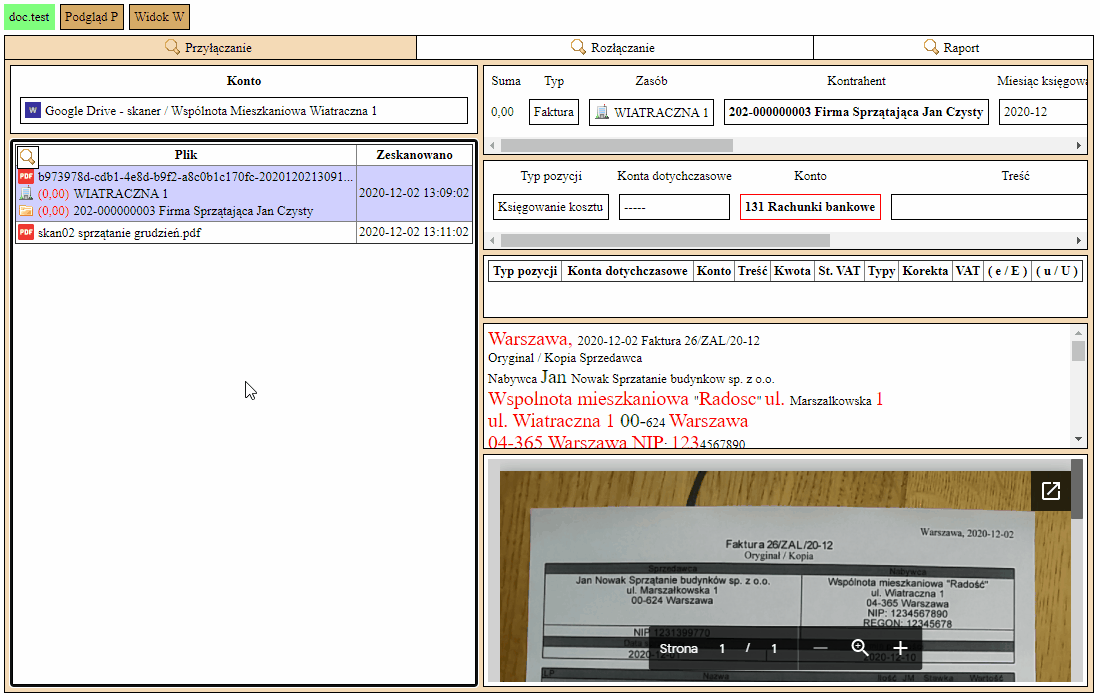 doc.test Podgląd P Widok W
Przyłączanie Rozłączanie Raport
Konto
W Google Drive - skaner / Wspólnota Mieszkaniowa Wiatraczna 1
Plik Zeskanowano
PDF b973978d-cdb1-4e8d-b9f2-a8c0b1c170fc-2020120213091... 2020-12-02 13:09:02
(0,00) WIATRACZNA 1
(0,00) 202-000000003 Firma Sprzątająca Jan Czysty
PDF skan02 sprzątanie grudzień.pdf 2020-12-02 13:11:02
Suma Typ Zasób Kontrahent Miesiąc księgowa
0,00 Faktura WIATRACZNA 1 202-000000003 Firma Sprzątająca Jan Czysty 2020-12
Typ pozycji Konta dotychczasowe Konto Treść
Księgowanie kosztu ----- 131 Rachunki bankowe
Typ pozycji Konta dotychczasowe Konto Treść Kwota St. VAT Typy Korekta VAT ( e / E ) ( u / U )
Warszawa, 2020-12-02 Faktura 26/ZAL/20-12
Oryginal / Kopia Sprzedawca
Nabywca Jan Nowak Sprzatanie budynkow sp. z o.o.
Wspolnota mieszkaniowa "Radosc" ul. Marszalkowska 1
ul. Wiatraczna 1 00-624 Warszawa
04-365 Warszawa NIP: 1234567890
Warszawa, 2020-12-02
Faktura 26/ZAL/20-12
Oryginał / Kopia
Sprzedawca Nabywca
Jan Nowak Sprzątanie budynków sp. z o.o. Wspólnota mieszkaniowa "Radość"
ul. Marszałkowska 1 ul. Wiatraczna 1
00-624 Warszawa 04-365 Warszawa
NIP: 1234567890
REGON: 12345678
NIP 1231399770
Strona 1 / 1
2020-12-10
LP Nazwa Ilość JM Stawka Wartość